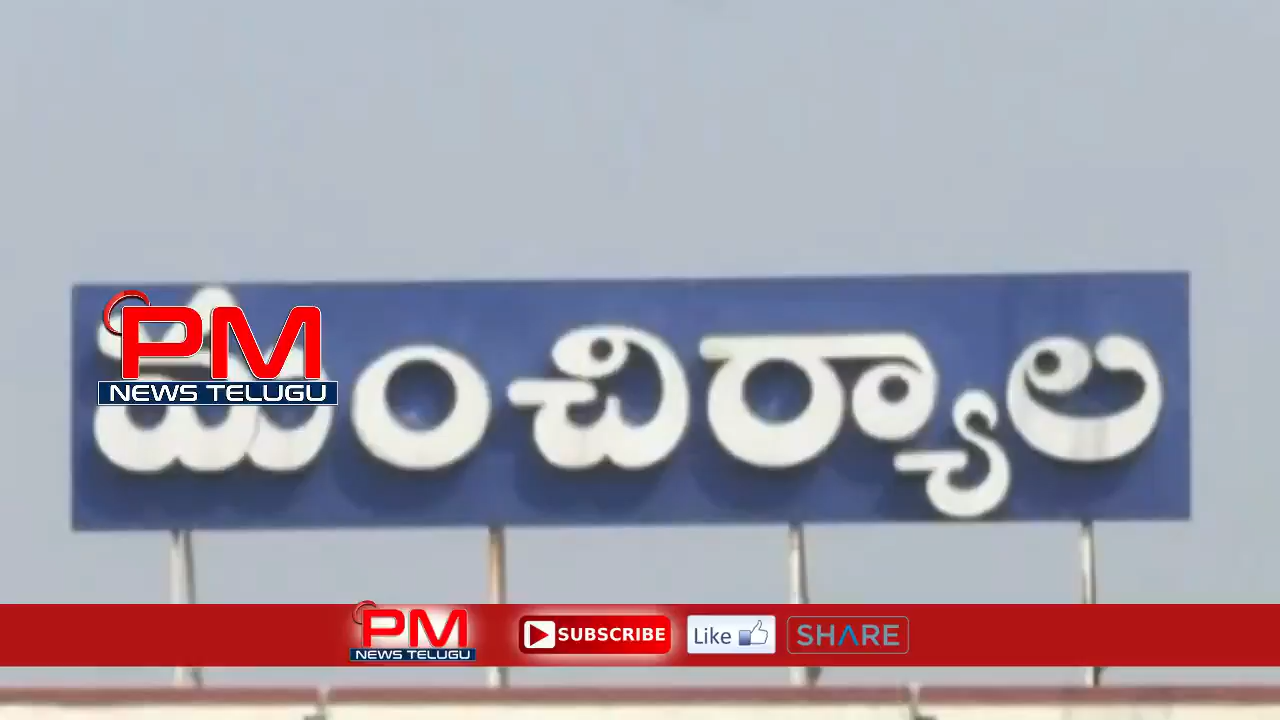 మంచిర్యాల
PM
NEWS TELUGU
PM
NEWS TELUGU
SUBSCRIBE
Like
SHARE